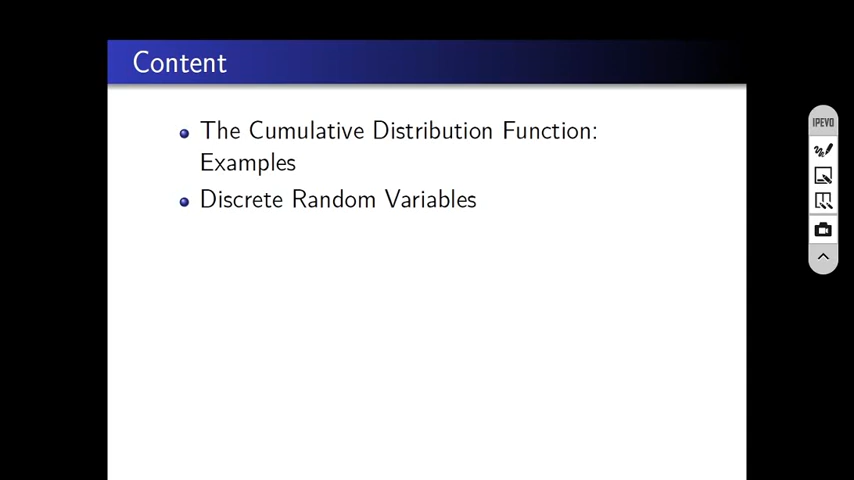 Content
The Cumulative Distribution Function:
Examples
Discrete Random Variables
IPEVO